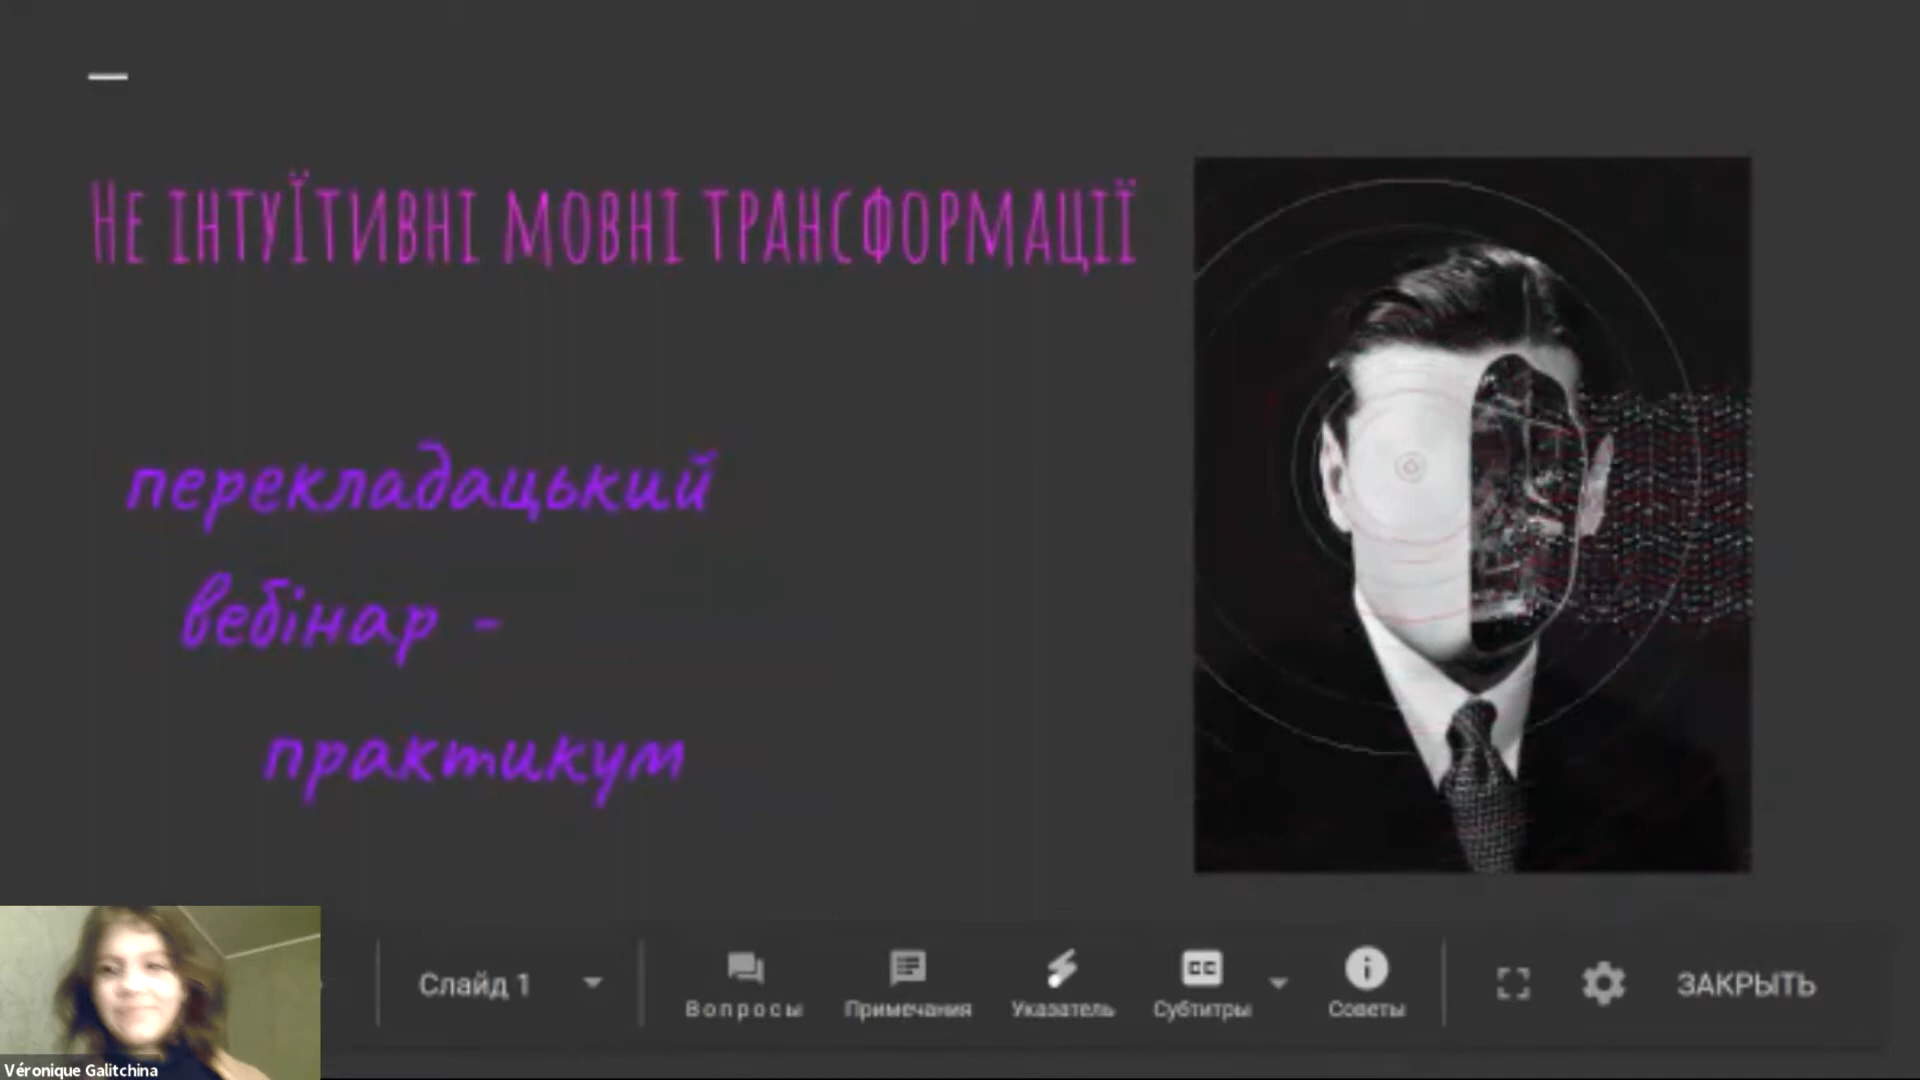 Не інтуЇтивні мовні трансформації
перекладацький
вебінар -
практикум
Слайд 1
Вопросы
Примечания
Указатель
Субтитры
Советы
ЗАКРЫТЬ
Véronique Galitchina